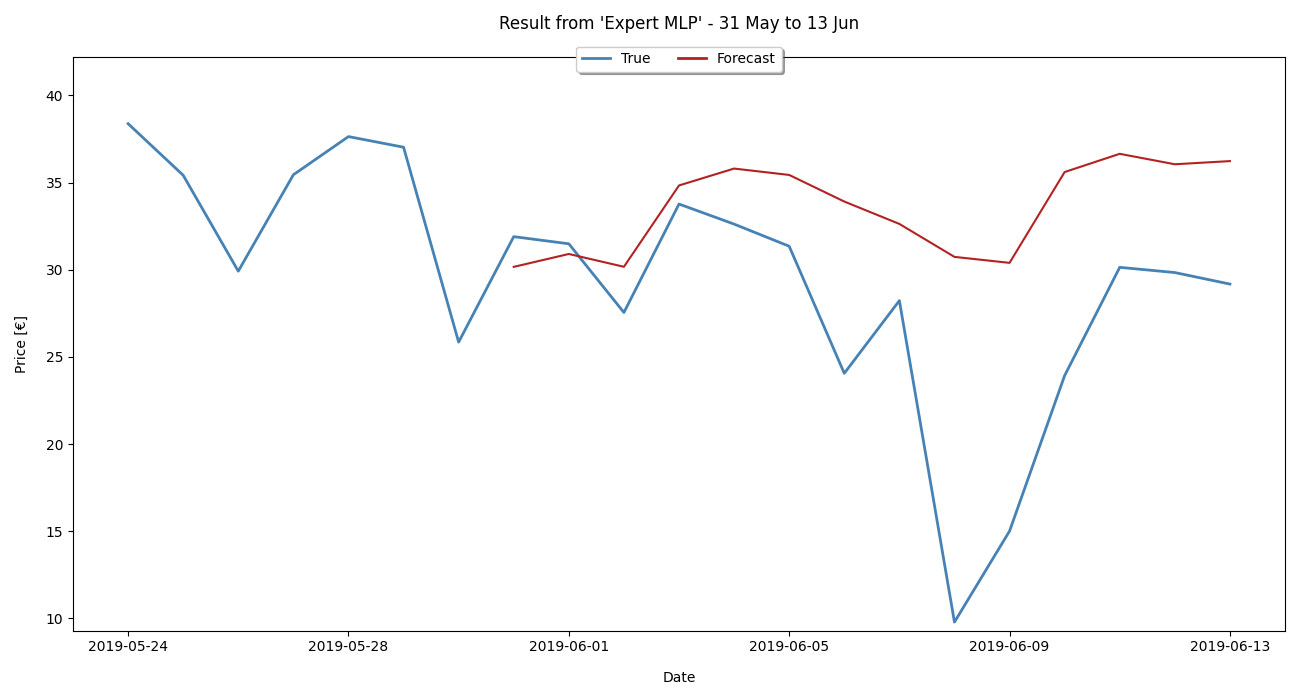 Result from 'Expert MLP' - 31 May to 13 Jun
True Forecast
40
35
30
25
20
15
10
Price [€]
2019-05-24 2019-05-28 2019-06-01 2019-06-05 2019-06-09 2019-06-13
Date